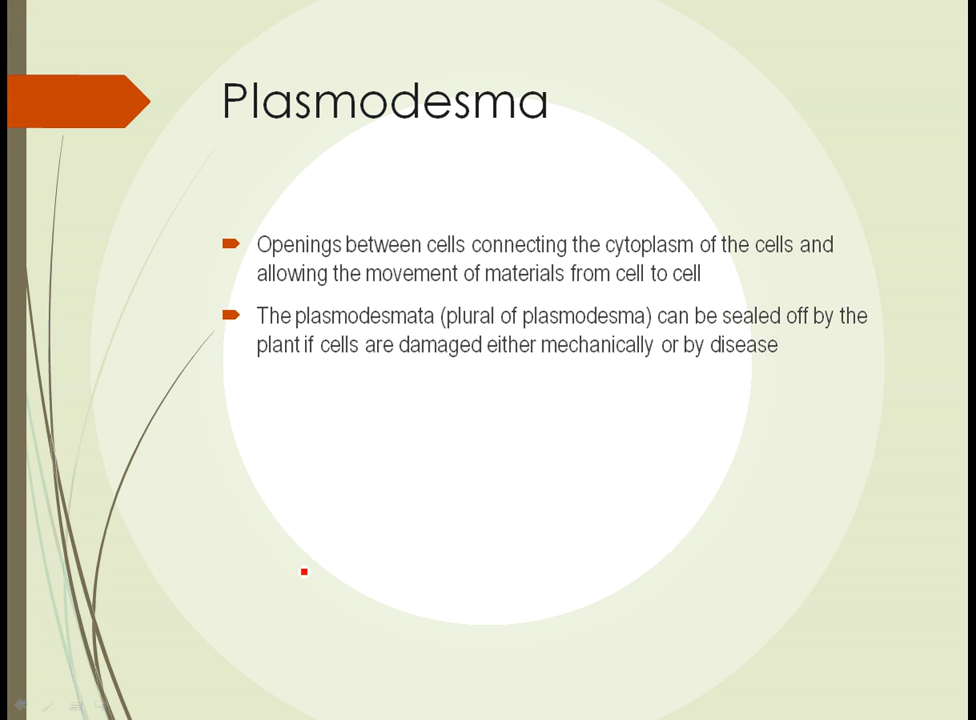 Plasmodesma
Openings between cells connecting the cytoplasm of the cells and
allowing the movement of materials from cell to cell
The plasmodesmata (plural of plasmodesma) can be sealed off by the
plant if cells are damaged either mechanically or by disease